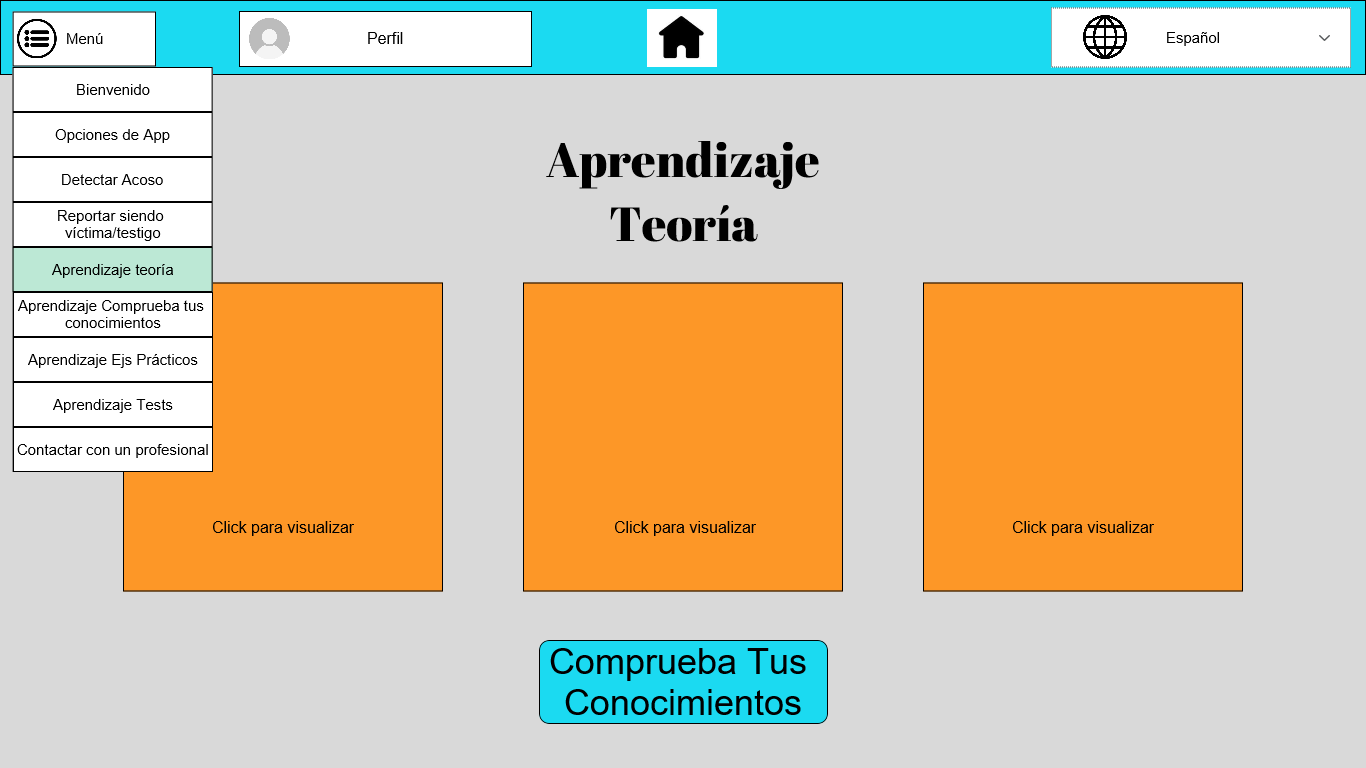 Menú
Perfil
Español
Bienvenido
Opciones de App
Detectar Acoso
Reportar siendo
víctima/testigo
Aprendizaje teoría
Aprendizaje Comprueba tus
conocimientos
Aprendizaje Ejs Prácticos
Aprendizaje Tests
Contactar con un profesional
Aprendizaje
Teoría
Click para visualizar
Click para visualizar
Click para visualizar
Comprueba Tus
Conocimientos